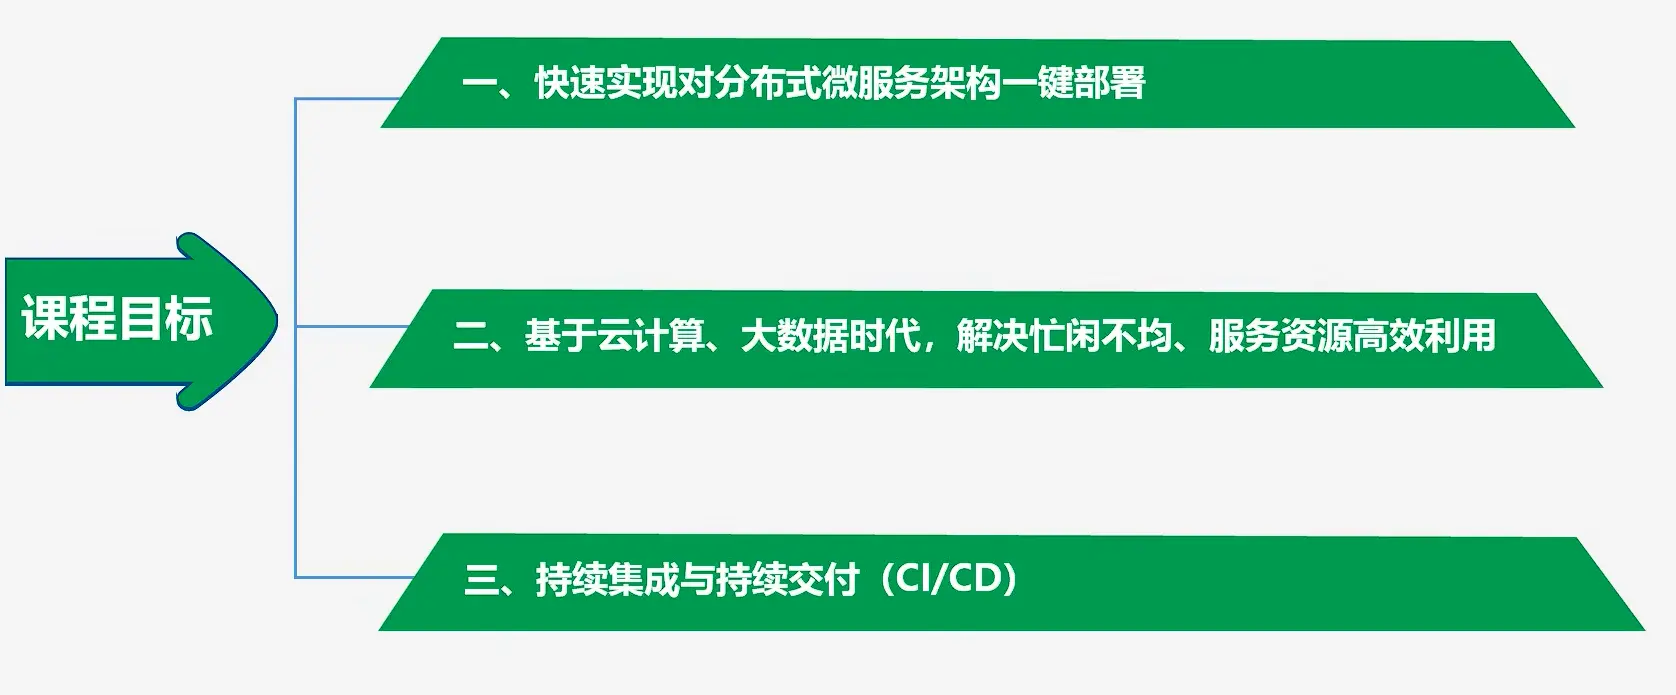 课程目标
一、快速实现对分布式微服务架构一键部署
二、基于云计算、大数据时代，解决忙闲不均、服务资源高效利用
三、持续集成与持续交付（CI/CD）